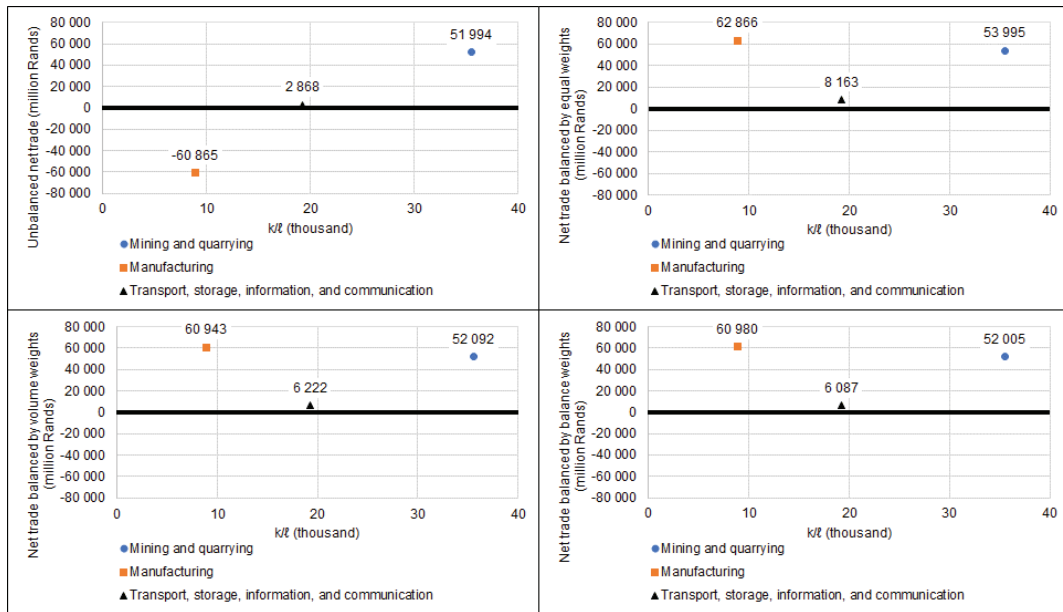 Unbalanced net trade (million Rands)
80 000
60 000
40 000
20 000
0
-20 000
-40 000
-60 000
-80 000
51 994
2 868
-60 865
0 10 20 30 40
k/ℓ (thousand)
Mining and quarrying
Manufacturing
Transport, storage, information, and communication
Net trade balanced by equal weights
(million Rands)
80 000
60 000
40 000
20 000
0
-20 000
-40 000
-60 000
-80 000
62 866
53 995
8 163
0 10 20 30 40
k/ℓ (thousand)
Mining and quarrying
Manufacturing
Transport, storage, information, and communication
Net trade balanced by volume weights
(million Rands)
80 000
60 000
40 000
20 000
0
-20 000
-40 000
-60 000
-80 000
60 943
52 092
6 222
0 10 20 30 40
k/ℓ (thousand)
Mining and quarrying
Manufacturing
Transport, storage, information, and communication
Net trade balanced by balance weights
(million Rands)
80 000
60 000
40 000
20 000
0
-20 000
-40 000
-60 000
-80 000
60 980
52 005
6 087
0 10 20 30 40
k/ℓ (thousand)
Mining and quarrying
Manufacturing
Transport, storage, information, and communication